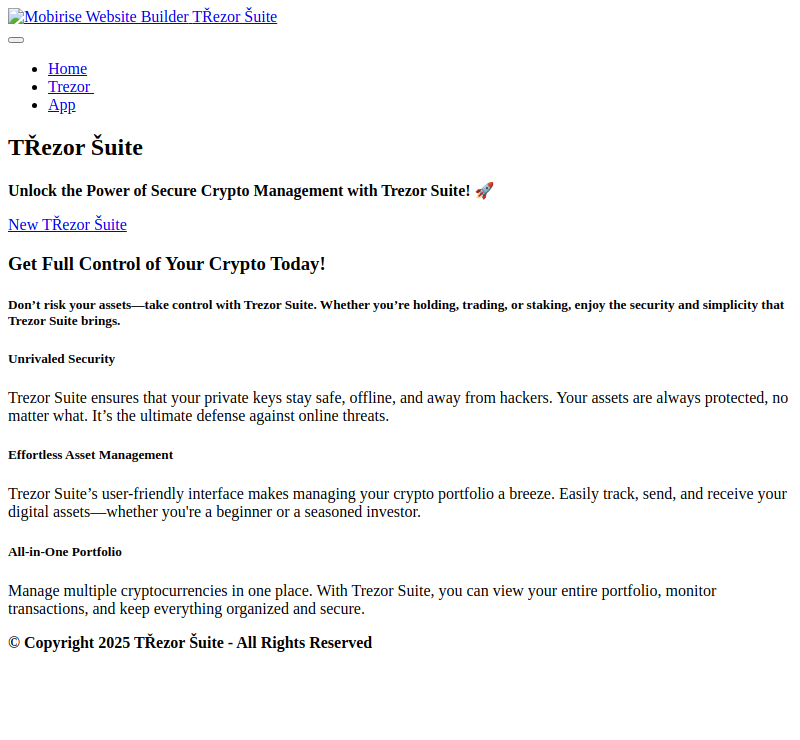 Mobirise Website Builder TŘezor Šuite
Home
Trezor
App
TŘezor Šuite
Unlock the Power of Secure Crypto Management with Trezor Suite! 🚀
New TŘezor Šuite
Get Full Control of Your Crypto Today!
Don’t risk your assets—take control with Trezor Suite. Whether you’re holding, trading, or staking, enjoy the security and simplicity that
Trezor Suite brings.
Unrivaled Security
Trezor Suite ensures that your private keys stay safe, offline, and away from hackers. Your assets are always protected, no
matter what. It’s the ultimate defense against online threats.
Effortless Asset Management
Trezor Suite’s user-friendly interface makes managing your crypto portfolio a breeze. Easily track, send, and receive your
digital assets—whether you're a beginner or a seasoned investor.
All-in-One Portfolio
Manage multiple cryptocurrencies in one place. With Trezor Suite, you can view your entire portfolio, monitor
transactions, and keep everything organized and secure.
© Copyright 2025 TŘezor Šuite - All Rights Reserved